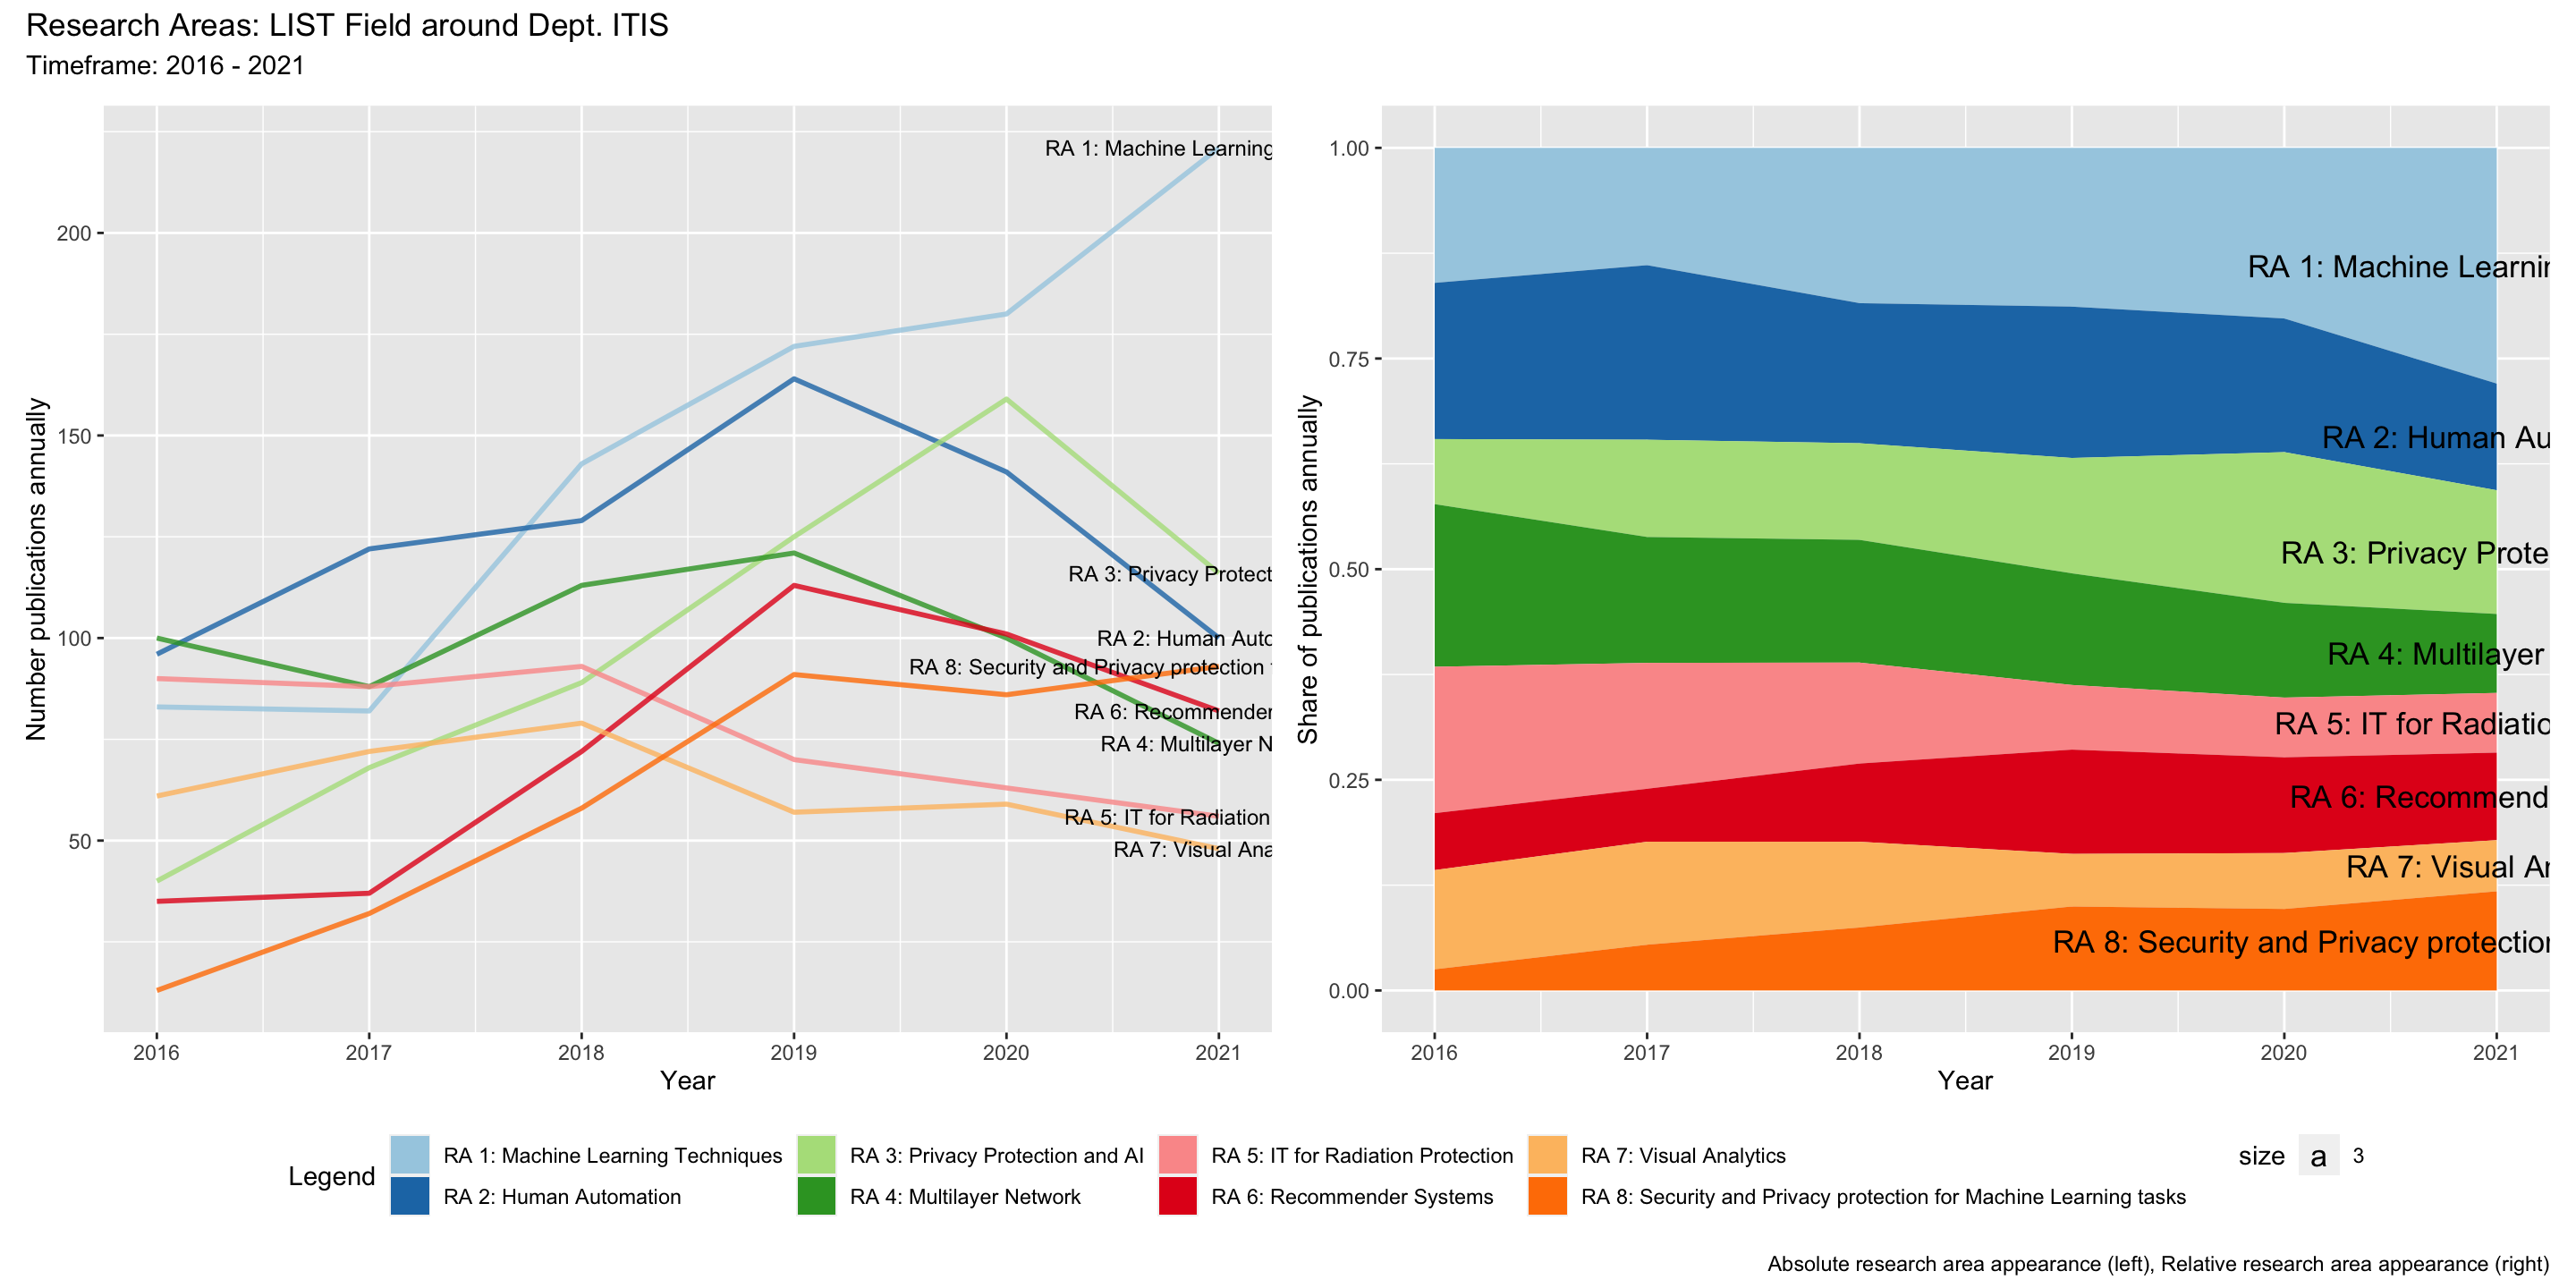 Research Areas: LIST Field around Dept. ITIS
Timeframe: 2016 - 2021
Number publications annually
200
150
100
50
RA 1: Machine Learning
RA 3: Privacy Protect
RA 2: Human Auto
RA 8: Security and Privacy protection
RA 6: Recommender
RA 4: Multilayer N
RA 5: IT for Radiation
RA 7: Visual Ana
2016 2017 2018 2019 2020 2021
Year
Share of publications annually
1.00
0.75
0.50
0.25
0.00
RA 1: Machine Learnin
RA 2: Human Au
RA 3: Privacy Prote
RA 4: Multilayer
RA 5: IT for Radiatio
RA 6: Recommend
RA 7: Visual An
RA 8: Security and Privacy protection
2016 2017 2018 2019 2020 2021
Year
Legend
RA 1: Machine Learning Techniques
RA 2: Human Automation
RA 3: Privacy Protection and AI
RA 4: Multilayer Network
RA 5: IT for Radiation Protection
RA 6: Recommender Systems
RA 7: Visual Analytics
RA 8: Security and Privacy protection for Machine Learning tasks
size a 3
Absolute research area appearance (left), Relative research area appearance (right)